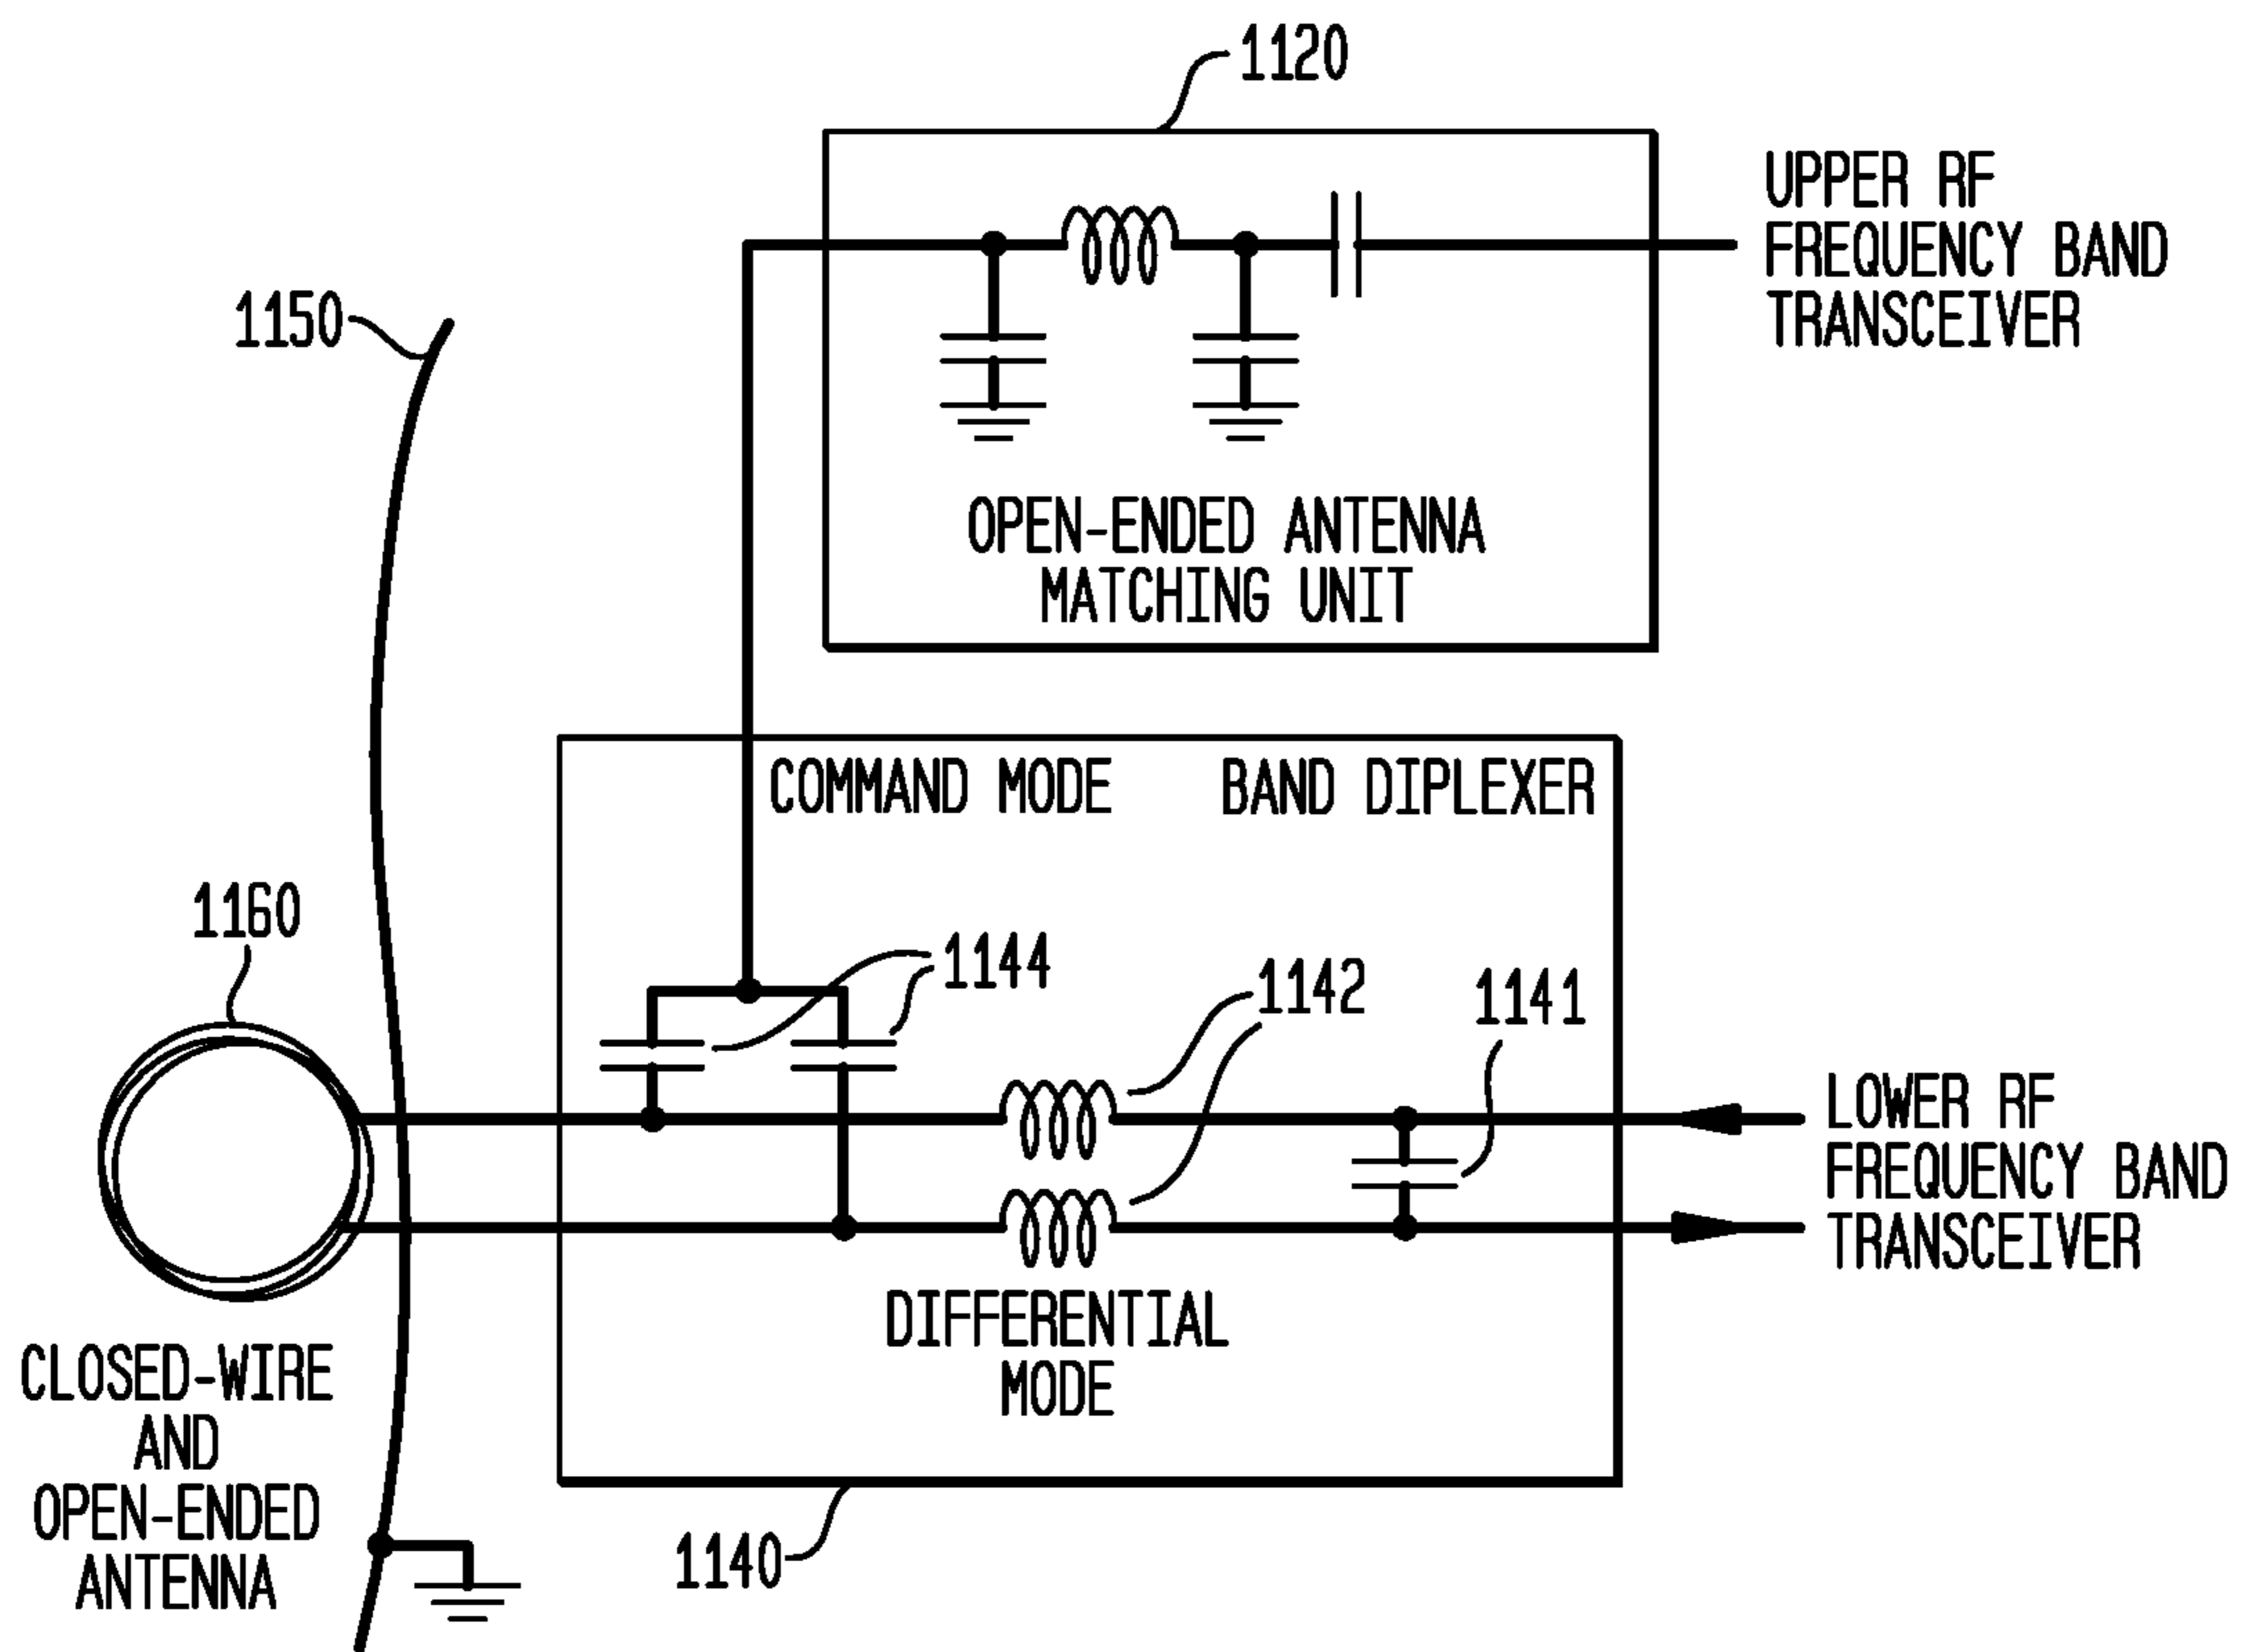 1120
UPPER RF
FREQUENCY BAND
TRANSCEIVER
1150
OPEN-ENDED ANTENNA
MATCHING UNIT
COMMAND MODE
BAND DIPLEXER
1160
1144
1142
1141
LOWER RF
FREQUENCY BAND
TRANSCEIVER
DIFFERENTIAL
MODE
CLOSED-WIRE
AND
OPEN-ENDED
ANTENNA
1140